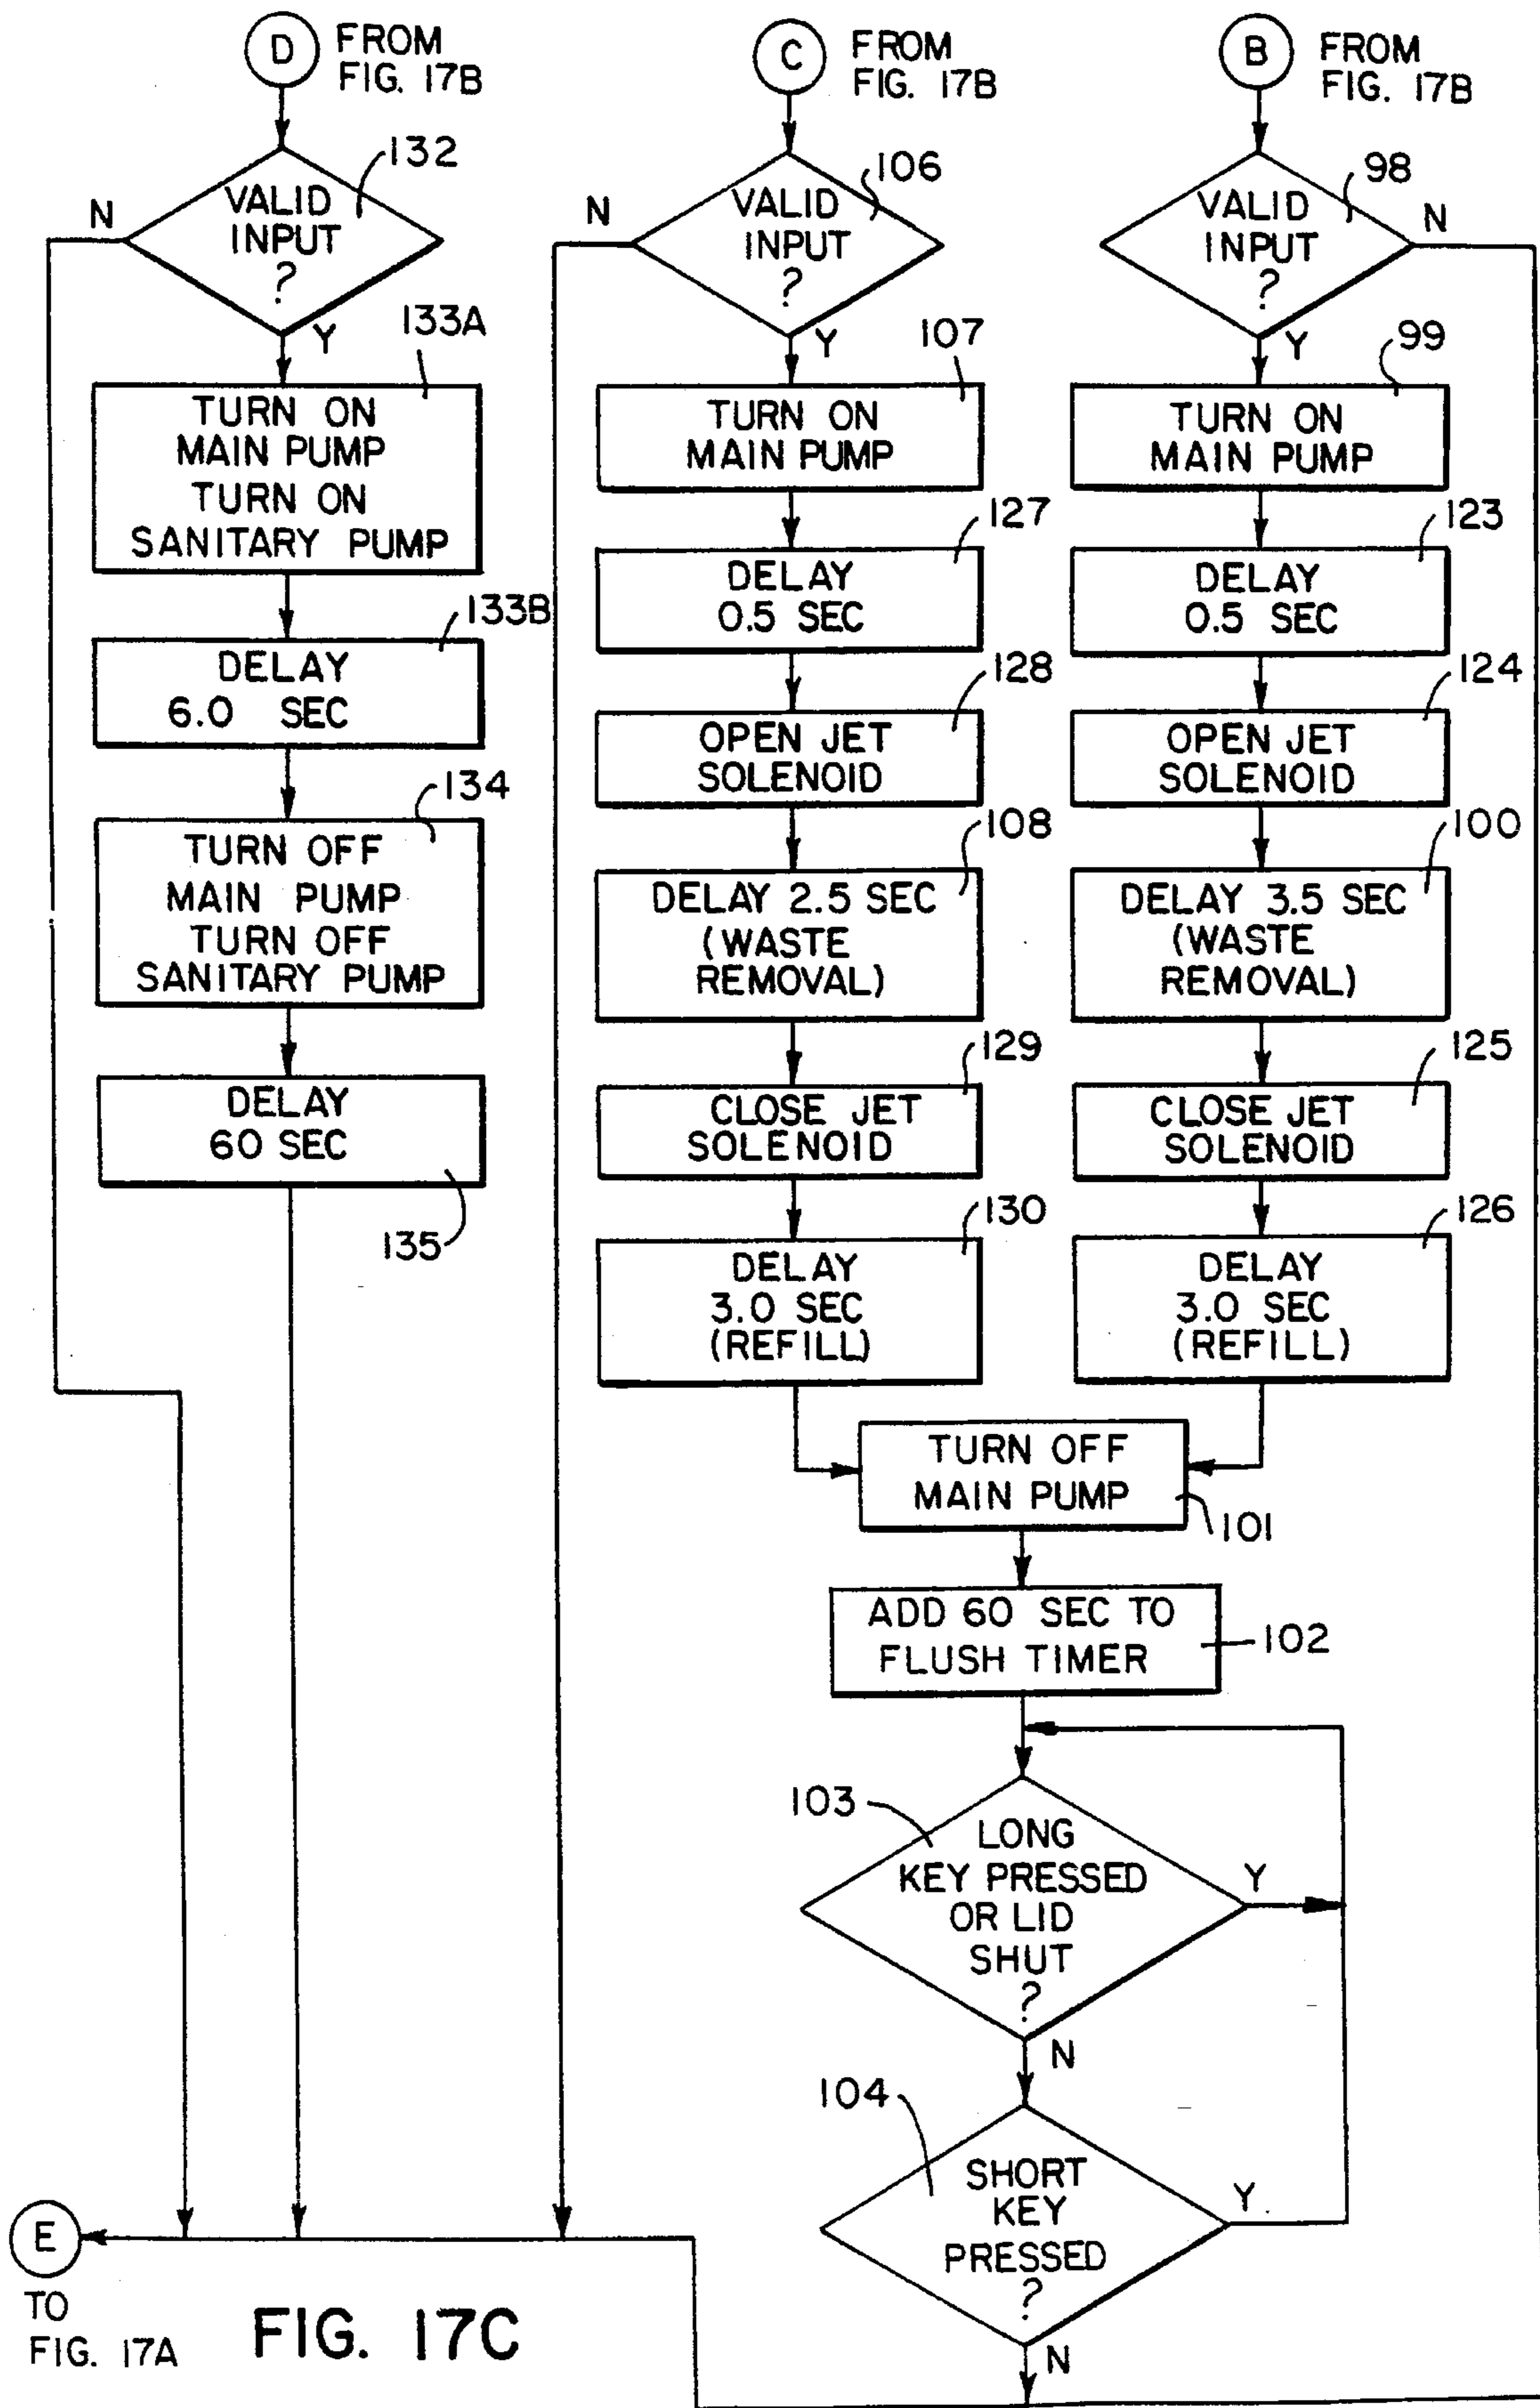 D
FROM
FIG. 17B
132
VALID
INPUT
?
N
Y
133A
TURN ON
MAIN PUMP
TURN ON
SANITARY PUMP
133B
DELAY
6.0 SEC
134
TURN OFF
MAIN PUMP
TURN OFF
SANITARY PUMP
DELAY
60 SEC
135
C
FROM
FIG. 17B
106
VALID
INPUT
?
N
Y
107
TURN ON
MAIN PUMP
127
DELAY
0.5 SEC
128
OPEN JET
SOLENOID
108
DELAY 2.5 SEC
(WASTE
REMOVAL)
129
CLOSE JET
SOLENOID
130
DELAY
3.0 SEC
(REFILL)
B
FROM
FIG. 17B
98
VALID
INPUT
?
N
Y
99
TURN ON
MAIN PUMP
123
DELAY
0.5 SEC
124
OPEN JET
SOLENOID
100
DELAY 3.5 SEC
(WASTE
REMOVAL)
125
CLOSE JET
SOLENOID
126
DELAY
3.0 SEC
(REFILL)
TURN OFF
MAIN PUMP
101
ADD 60 SEC TO
FLUSH TIMER
102
103
LONG
KEY PRESSED
OR LID
SHUT
?
Y
N
104
SHORT
KEY
PRESSED
?
Y
N
E
TO
FIG. 17A
FIG. 17C